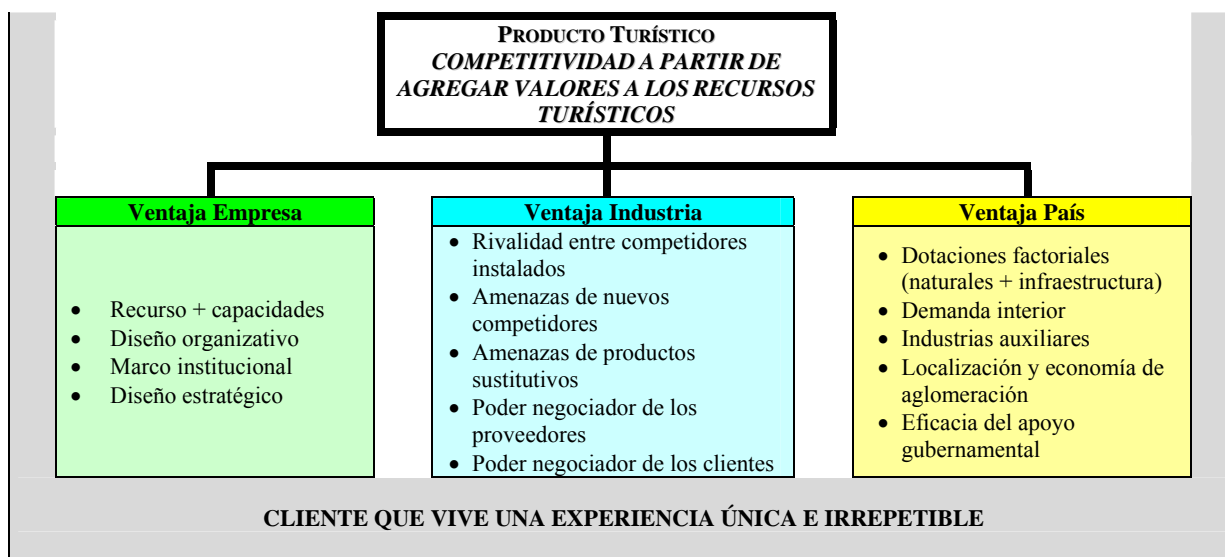 PRODUCTO TURÍSTICO
COMPETITIVIDAD A PARTIR DE
AGREGAR VALORES A LOS RECURSOS
TURÍSTICOS
Ventaja Empresa
• Recurso + capacidades
• Diseño organizativo
• Marco institucional
• Diseño estratégico
Ventaja Industria
• Rivalidad entre competidores
instalados
• Amenazas de nuevos
competidores
• Amenazas de productos
sustitutivos
• Poder negociador de los
proveedores
• Poder negociador de los clientes
Ventaja País
• Dotaciones factoriales
(naturales + infraestructura)
• Demanda interior
• Industrias auxiliares
• Localización y economía de
aglomeración
• Eficacia del apoyo
gubernamental
CLIENTE QUE VIVE UNA EXPERIENCIA ÚNICA E IRREPETIBLE